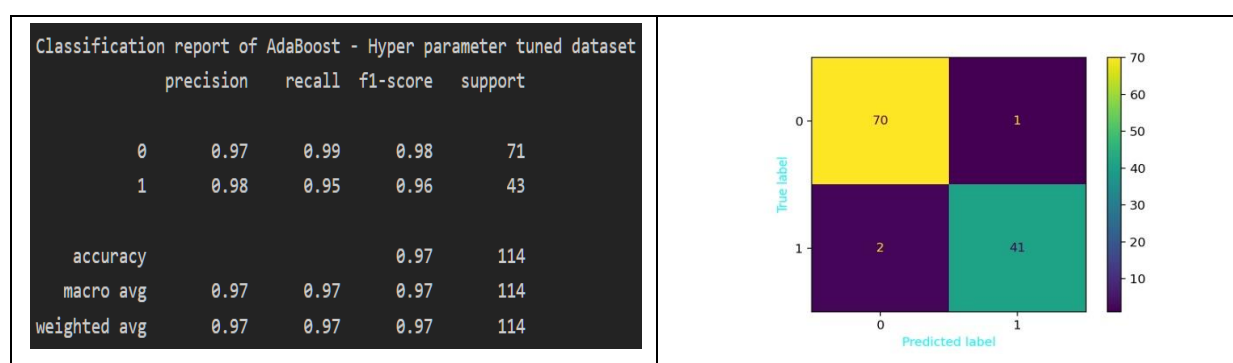 Classification report of AdaBoost - Hyper parameter tuned dataset
precision recall f1-score support
0 0.97 0.99 0.98 71
1 0.98 0.95 0.96 43
accuracy 0.97 114
macro avg 0.97 0.97 0.97 114
weighted avg 0.97 0.97 0.97 114
True label
0
1
70 1
2 41
0 1
Predicted label
70
60
50
40
30
20
10